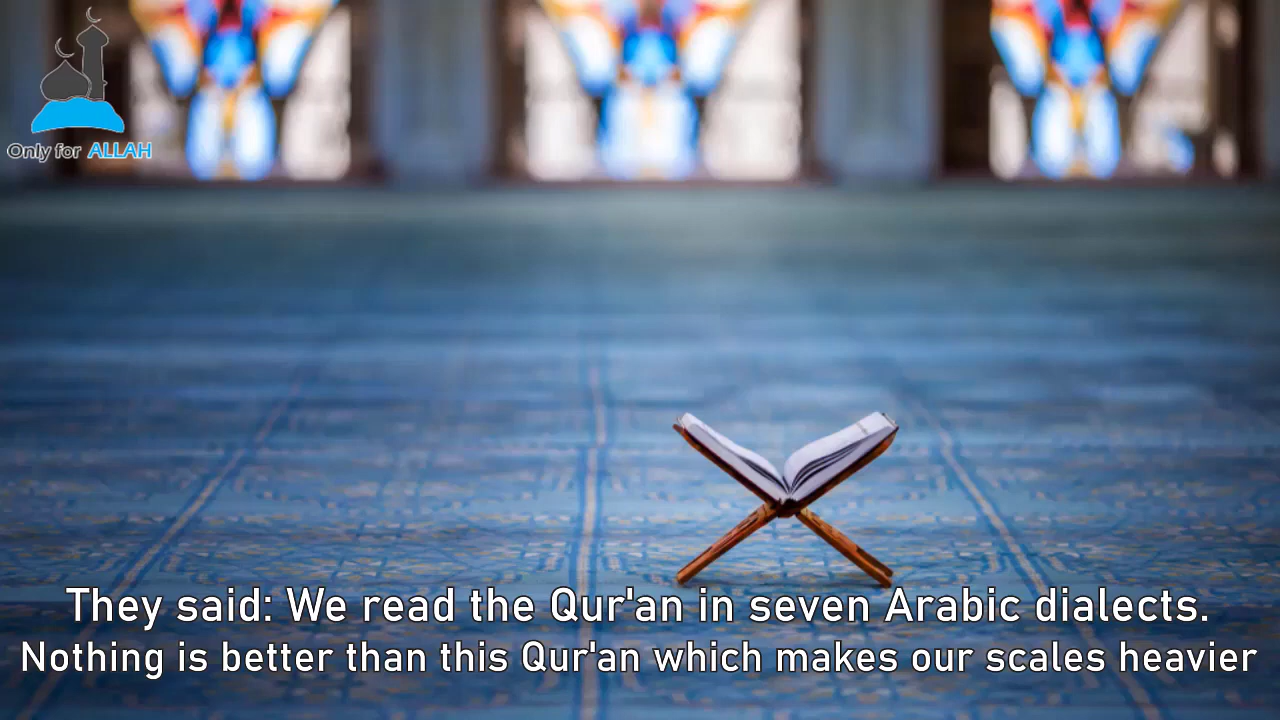 Only for ALLAH
They said: We read the Qur'an in seven Arabic dialects.
Nothing is better than this Qur'an which makes our scales heavier